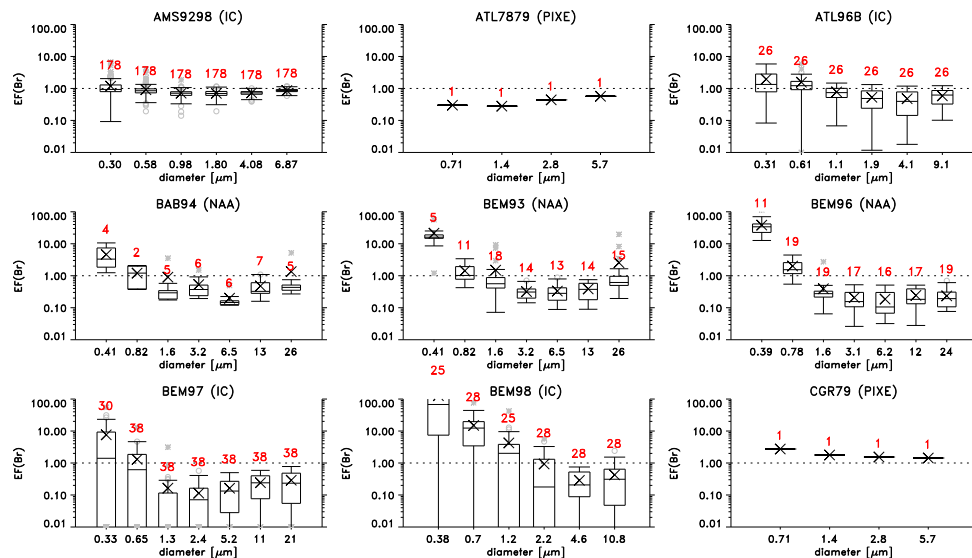 AMS9298 (IC)
EF(Br)
100.00
10.00
1.00
0.10
0.01
178 178 178 178 178 178
0.30 0.58 0.98 1.80 4.08 6.87
diameter [μm]
ATL7879 (PIXE)
EF(Br)
100.00
10.00
1.00
0.10
0.01
1 1 1 1
0.71 1.4 2.8 5.7
diameter [μm]
ATL96B (IC)
EF(Br)
100.00
10.00
1.00
0.10
0.01
26 26 26 26 26 26
0.31 0.61 1.1 1.9 4.1 9.1
diameter [μm]
BAB94 (NAA)
EF(Br)
100.00
10.00
1.00
0.10
0.01
4 2 5 6 6 7 5
0.41 0.82 1.6 3.2 6.5 13 26
diameter [μm]
BEM93 (NAA)
EF(Br)
100.00
10.00
1.00
0.10
0.01
5 11 18 14 13 14 15
0.41 0.82 1.6 3.2 6.5 13 26
diameter [μm]
BEM96 (NAA)
EF(Br)
100.00
10.00
1.00
0.10
0.01
11 19 19 17 16 17 19
0.39 0.78 1.6 3.1 6.2 12 24
diameter [μm]
BEM97 (IC)
EF(Br)
100.00
10.00
1.00
0.10
0.01
30 38 38 38 38 38 38
0.33 0.65 1.3 2.4 5.2 11 21
diameter [μm]
BEM98 (IC)
EF(Br)
100.00
10.00
1.00
0.10
0.01
25 28 25 28 28 28
0.38 0.7 1.2 2.2 4.6 10.8
diameter [μm]
CGR79 (PIXE)
EF(Br)
100.00
10.00
1.00
0.10
0.01
1 1 1 1
0.71 1.4 2.8 5.7
diameter [μm]